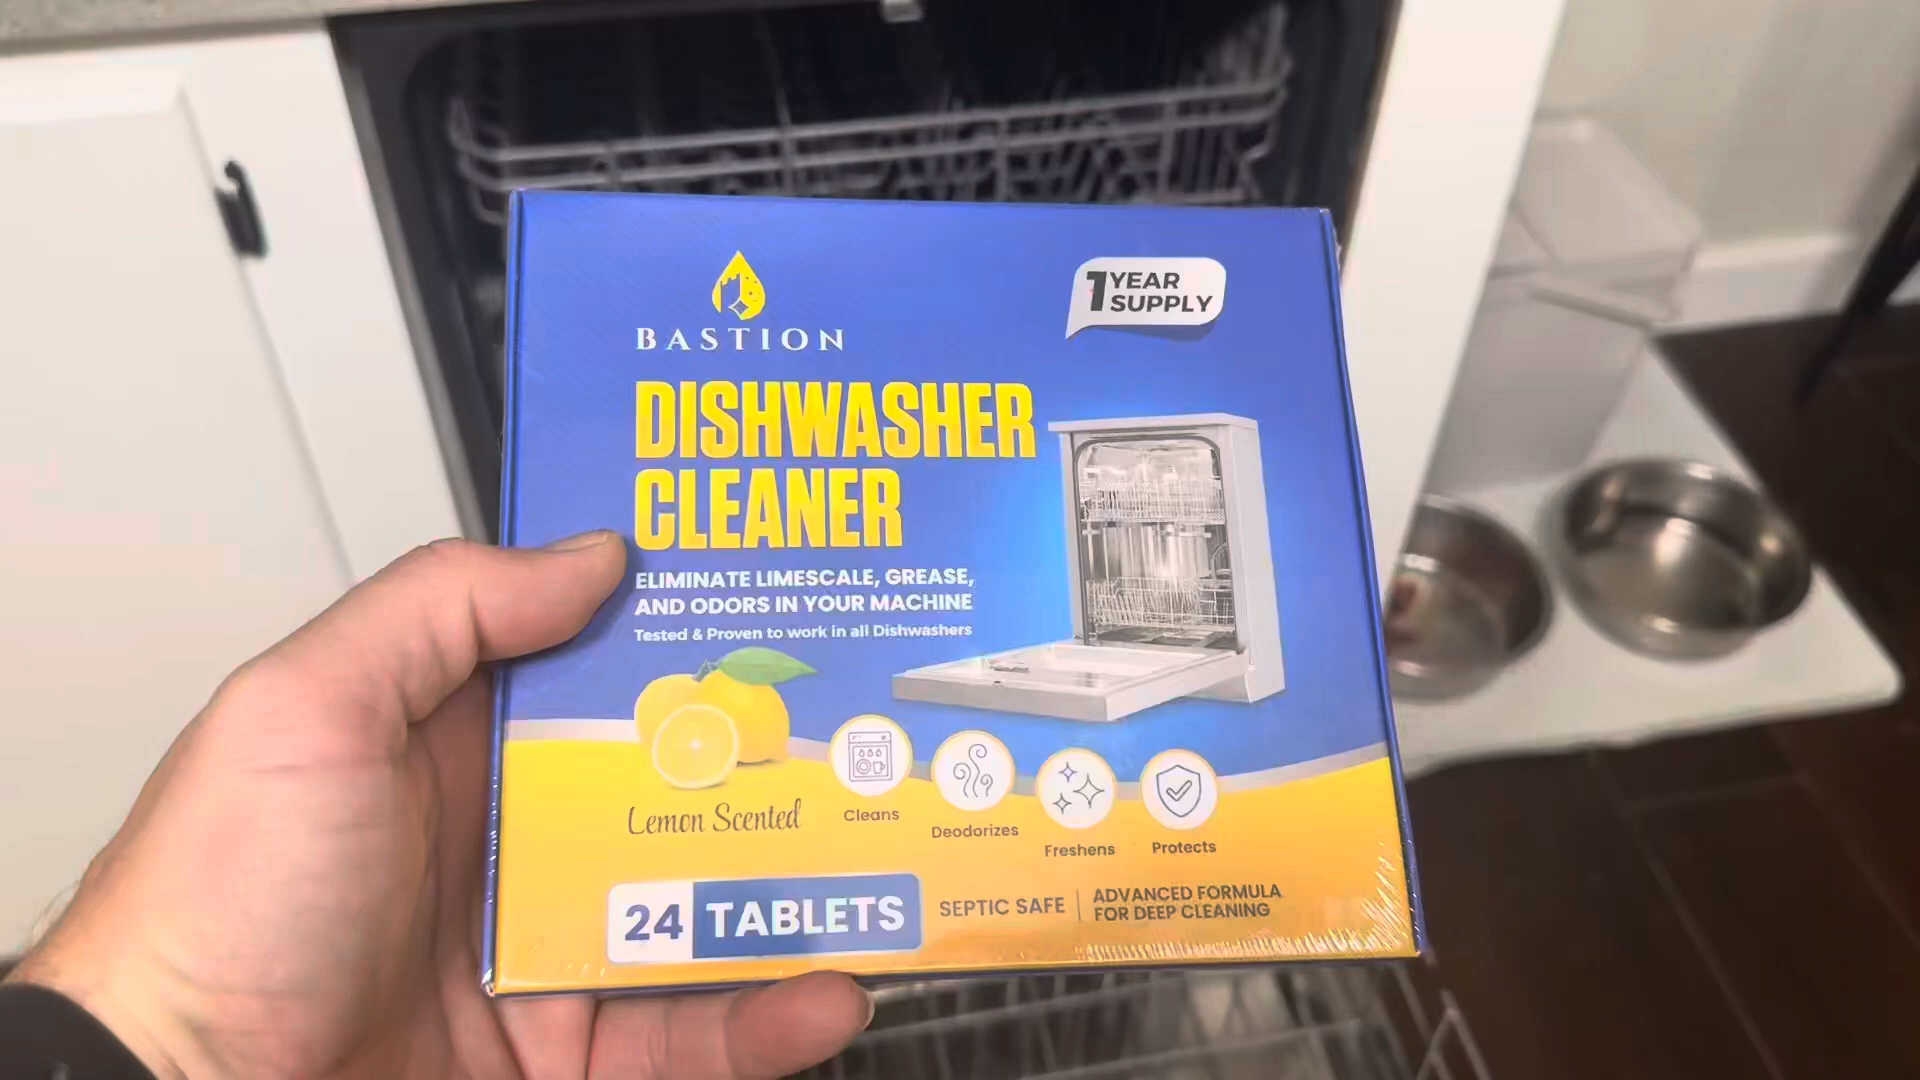 BASTION
1 YEAR
SUPPLY
DISHWASHER
CLEANER
ELIMINATE LIMESCALE, GREASE,
AND ODORS IN YOUR MACHINE
Tested & Proven to work in all Dishwashers
Lemon Scented
Cleans
Deodorizes
Freshens
Protects
24 TABLETS
SEPTIC SAFE
ADVANCED FORMULA
FOR DEEP CLEANING